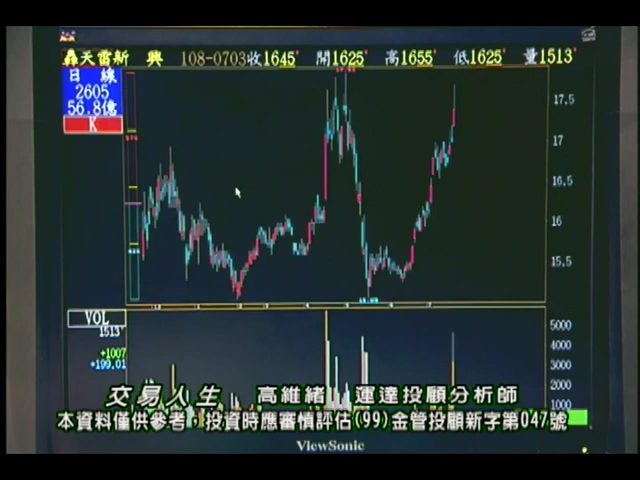 轟天雷新 興 108-0703收1645 開1625 高1655 低1625 量1513
日 線
2605
56.8億
K
17.5
17
16.5
16
15.5
VOL
1513
+1007
+199.01
5000
4000
3000
2000
1000
交易人生 高維緒 運達投顧分析師
本資料僅供參考,投資時應審慎評估(99)金管投顧新字第047號
ViewSonic